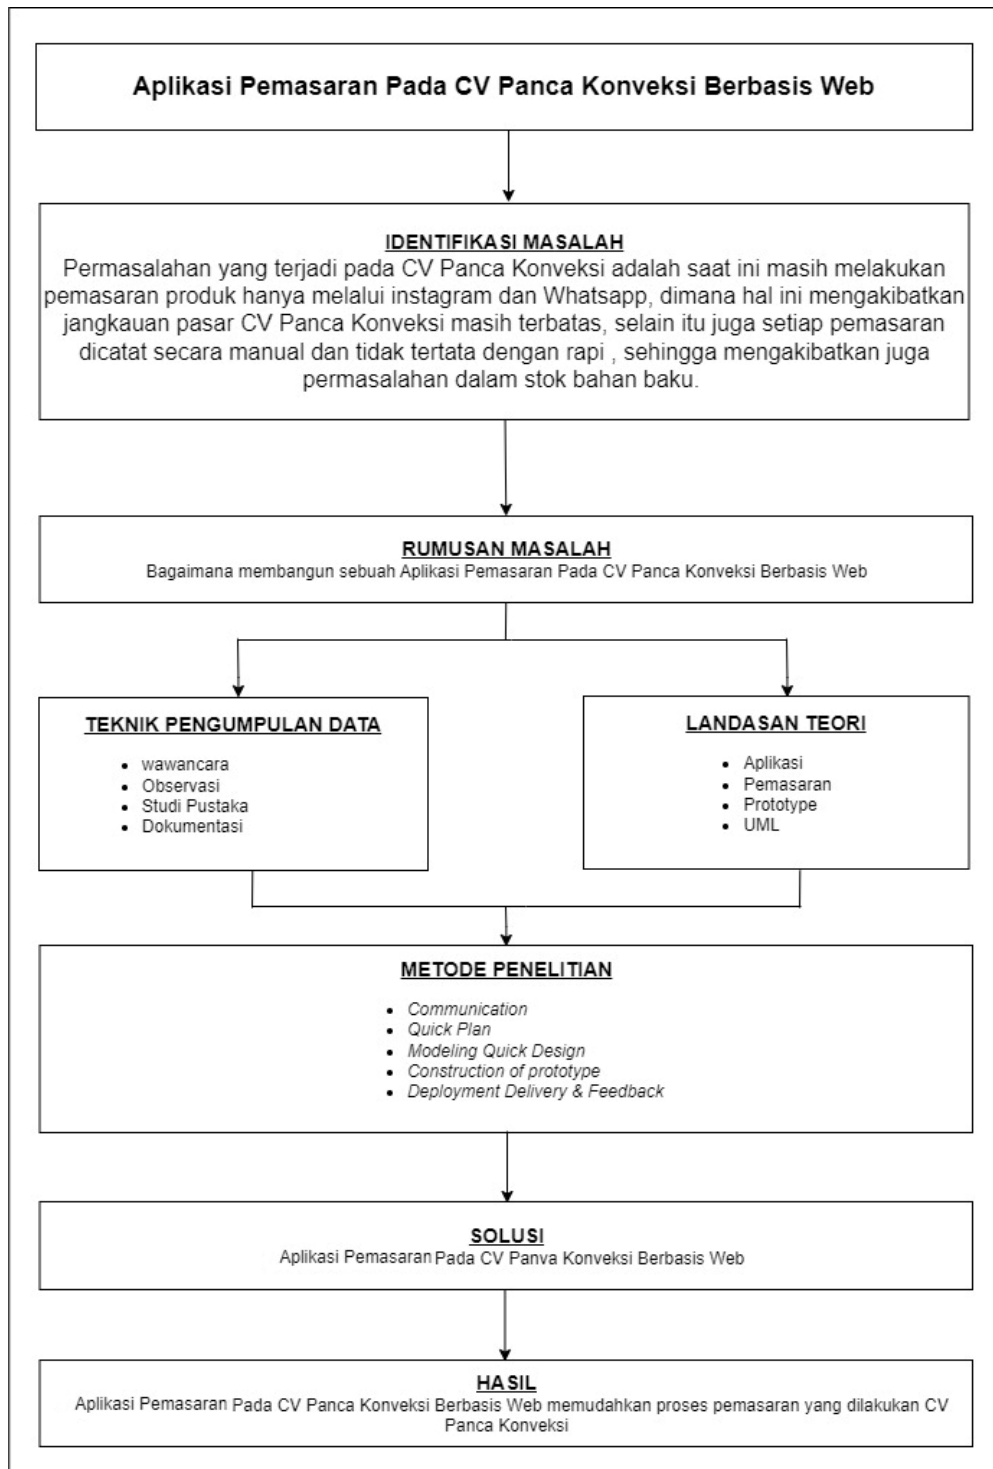 Aplikasi Pemasaran Pada CV Panca Konveksi Berbasis Web
IDENTIFIKASI MASALAH
Permasalahan yang terjadi pada CV Panca Konveksi adalah saat ini masih melakukan
pemasaran produk hanya melalui instagram dan Whatsapp, dimana hal ini mengakibatkan
jangkauan pasar CV Panca Konveksi masih terbatas, selain itu juga setiap pemasaran
dicatat secara manual dan tidak tertata dengan rapi , sehingga mengakibatkan juga
permasalahan dalam stok bahan baku.
RUMUSAN MASALAH
Bagaimana membangun sebuah Aplikasi Pemasaran Pada CV Panca Konveksi Berbasis Web
TEKNIK PENGUMPULAN DATA
• wawancara
• Observasi
• Studi Pustaka
• Dokumentasi
LANDASAN TEORI
• Aplikasi
• Pemasaran
• Prototype
• UML
METODE PENELITIAN
• Communication
• Quick Plan
• Modeling Quick Design
• Construction of prototype
• Deployment Delivery & Feedback
SOLUSI
Aplikasi Pemasaran Pada CV Panva Konveksi Berbasis Web
HASIL
Aplikasi Pemasaran Pada CV Panca Konveksi Berbasis Web memudahkan proses pemasaran yang dilakukan CV
Panca Konveksi